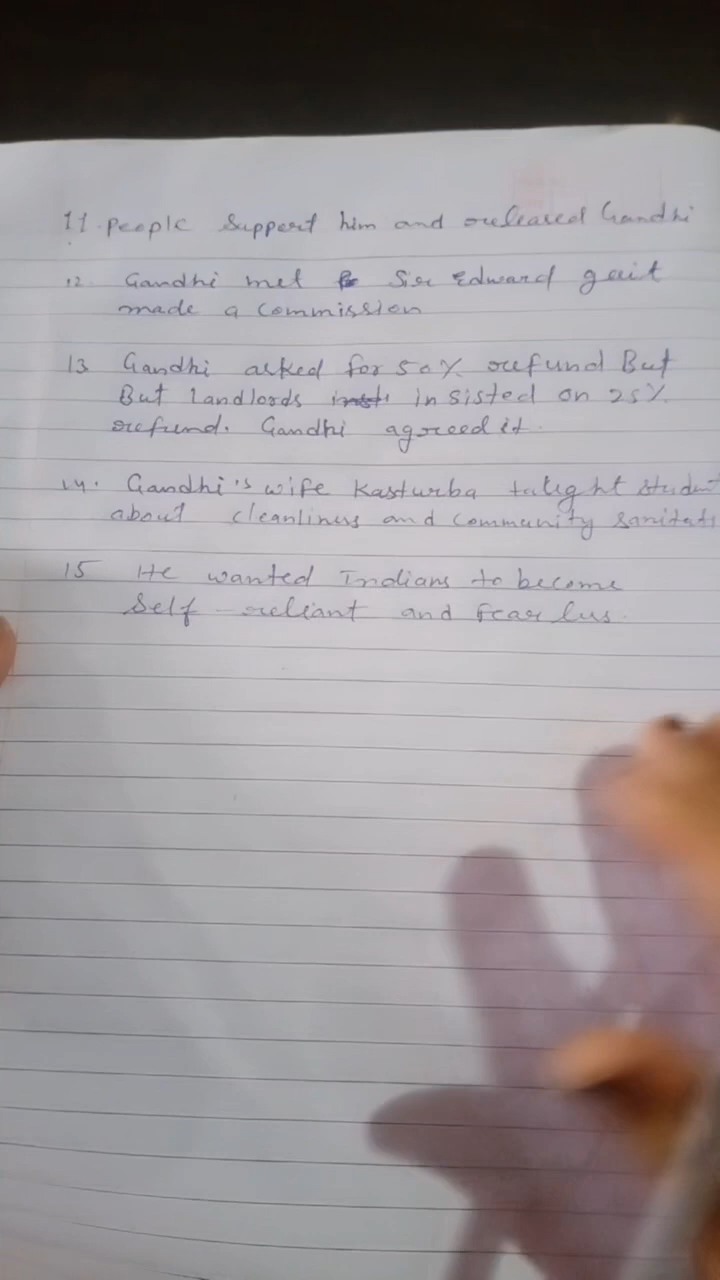 11. People Support him and released Gandhi
12. Gandhi met Sir Edward gait
made a Commission
13 Gandhi asked for 50% refund But
But landlords insisted on 25%
refund. Gandhi agreed it.
14. Gandhi's wife Kasturba taught student
about cleanliness and Community Sanitati
15 He wanted Indians to become
Self-reliant and Fearless.